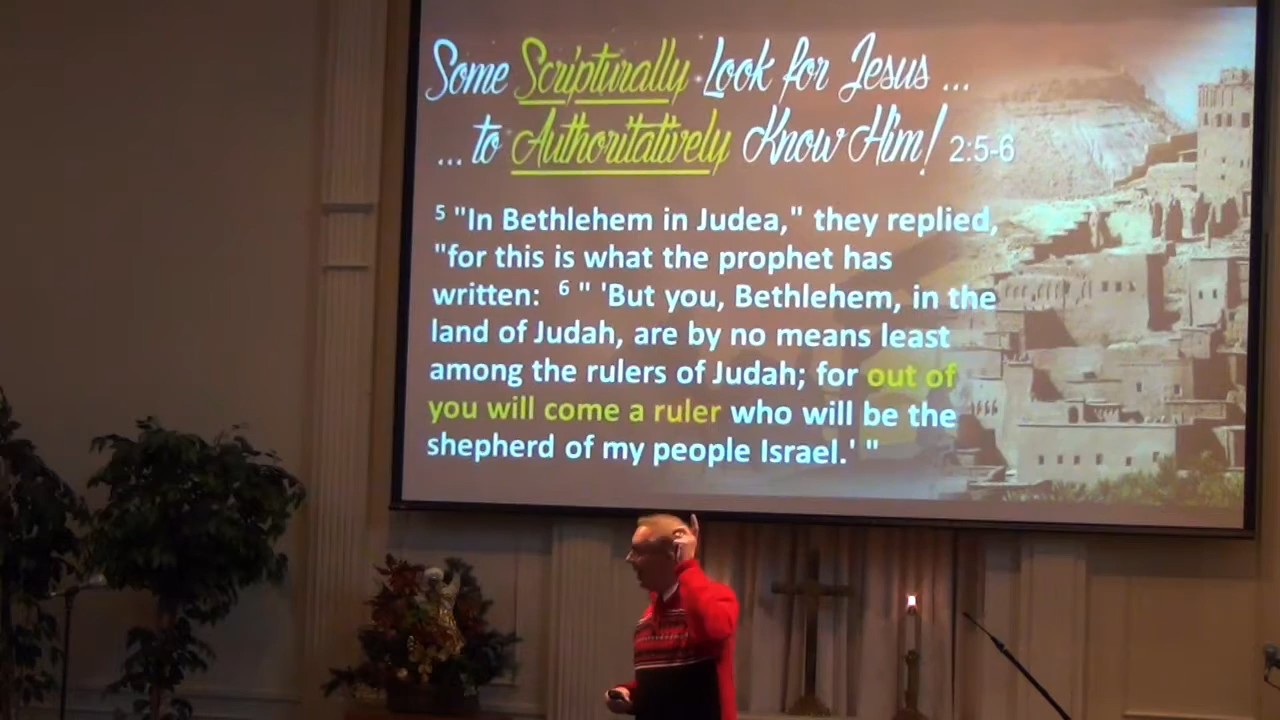 Some Scripturally Look for Jesus ...
... to Authoritatively Know Him! 2:5-6
5 "In Bethlehem in Judea," they replied,
"for this is what the prophet has
written: 6 " 'But you, Bethlehem, in the
land of Judah, are by no means least
among the rulers of Judah; for out of
you will come a ruler who will be the
shepherd of my people Israel.' "